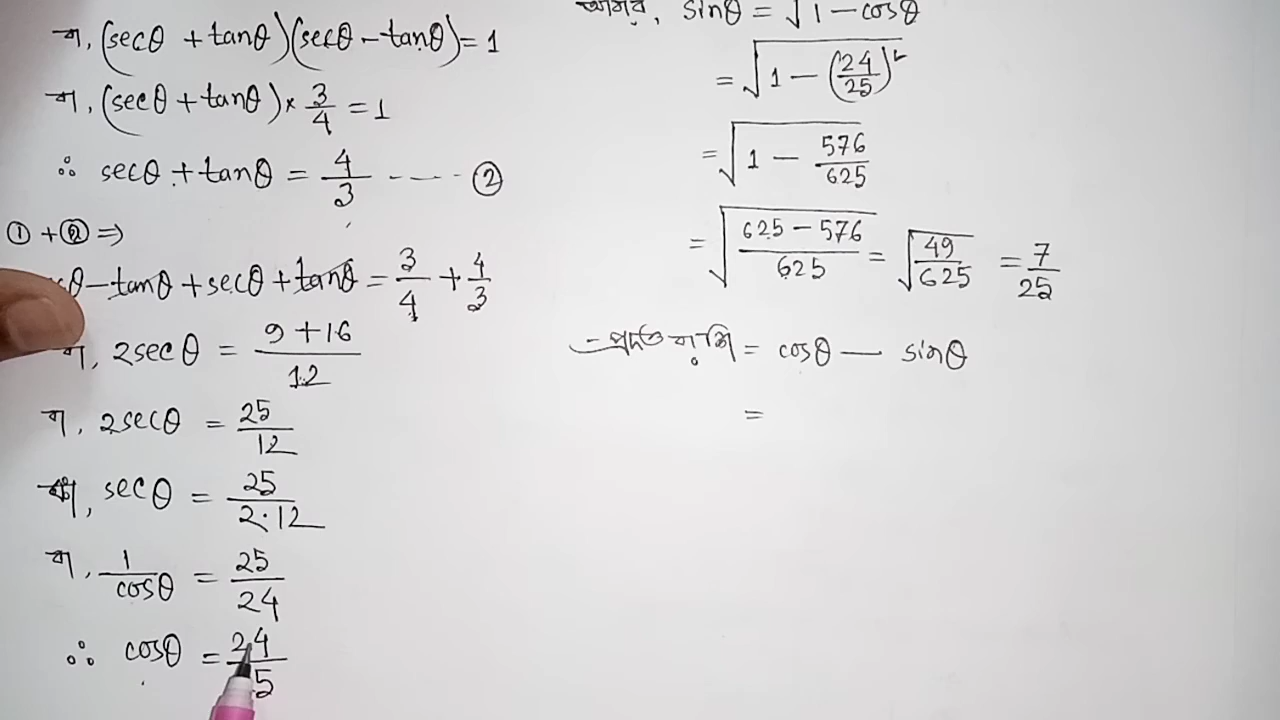 বা, (secθ + tanθ)(secθ − tanθ) = 1
বা, (secθ + tanθ) × 3/4 = 1
∴ secθ + tanθ = 4/3 ---- ②
① + ② ⇒
θ − tanθ + secθ + tanθ = 3/4 + 4/3
বা, 2secθ = 9 + 16/12
বা, 2secθ = 25/12
বা, secθ = 25/2·12
বা, 1/cosθ = 25/24
∴ cosθ = 24/25
আবার, sinθ = √1 − cosθ
= √1 − (24/25)²
= √1 − 576/625
= √625 − 576/625 = √49/625 = 7/25
প্রদত্ত রাশি = cosθ − sinθ
=